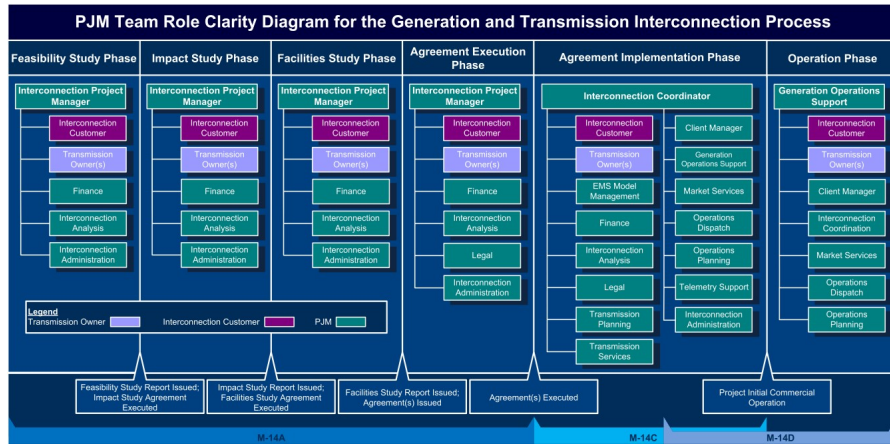 PJM Team Role Clarity Diagram for the Generation and Transmission Interconnection Process
Feasibility Study Phase
Interconnection Project
Manager
Interconnection
Customer
Transmission
Owner(s)
Finance
Interconnection
Analysis
Interconnection
Administration
Impact Study Phase
Interconnection Project
Manager
Interconnection
Customer
Transmission
Owner(s)
Finance
Interconnection
Analysis
Interconnection
Administration
Facilities Study Phase
Interconnection Project
Manager
Interconnection
Customer
Transmission
Owner(s)
Finance
Interconnection
Analysis
Interconnection
Administration
Agreement Execution
Phase
Interconnection Project
Manager
Interconnection
Customer
Transmission
Owner(s)
Finance
Interconnection
Analysis
Legal
Interconnection
Administration
Agreement Implementation Phase
Interconnection Coordinator
Interconnection
Customer
Transmission
Owner(s)
EMS Model
Management
Finance
Interconnection
Analysis
Legal
Transmission
Planning
Transmission
Services
Client Manager
Generation
Operations Support
Market Services
Operations
Dispatch
Operations
Planning
Telemetry Support
Interconnection
Administration
Operation Phase
Generation Operations
Support
Interconnection
Customer
Transmission
Owner(s)
Client Manager
Interconnection
Coordination
Market Services
Operations
Dispatch
Operations
Planning
Legend
Transmission Owner
Interconnection Customer
PJM
Feasibility Study Report Issued;
Impact Study Agreement
Executed
Impact Study Report Issued;
Facilities Study Agreement
Executed
Facilities Study Report Issued;
Agreement(s) Issued
Agreement(s) Executed
Project Initial Commercial
Operation
M-14A
M-14C
M-14D